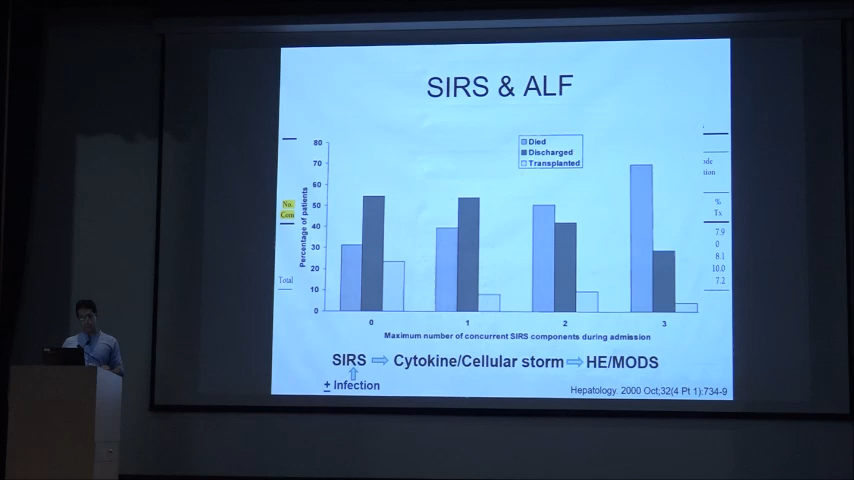 SIRS & ALF
Died
Discharged
Transplanted
80
70
60
50
40
30
20
10
0
Percentage of patients
0
1
2
3
Maximum number of concurrent SIRS components during admission
No.
Com
Total
ode
tion
%
Tx
7.9
0
8.1
10.0
7.2
SIRS ⇨ Cytokine/Cellular storm ⇨ HE/MODS
⇧
± Infection
Hepatology. 2000 Oct;32(4 Pt 1):734-9